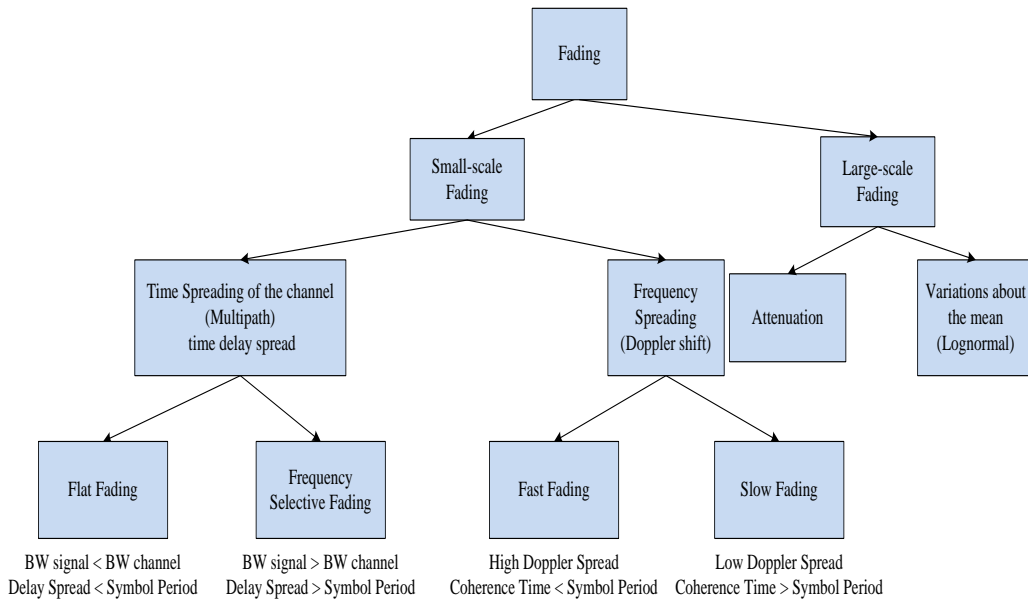 Fading
Small-scale
Fading
Large-scale
Fading
Time Spreading of the channel
(Multipath)
time delay spread
Frequency
Spreading
(Doppler shift)
Attenuation
Variations about
the mean
(Lognormal)
Flat Fading
Frequency
Selective Fading
Fast Fading
Slow Fading
BW signal < BW channel
Delay Spread < Symbol Period
BW signal > BW channel
Delay Spread > Symbol Period
High Doppler Spread
Coherence Time < Symbol Period
Low Doppler Spread
Coherence Time > Symbol Period